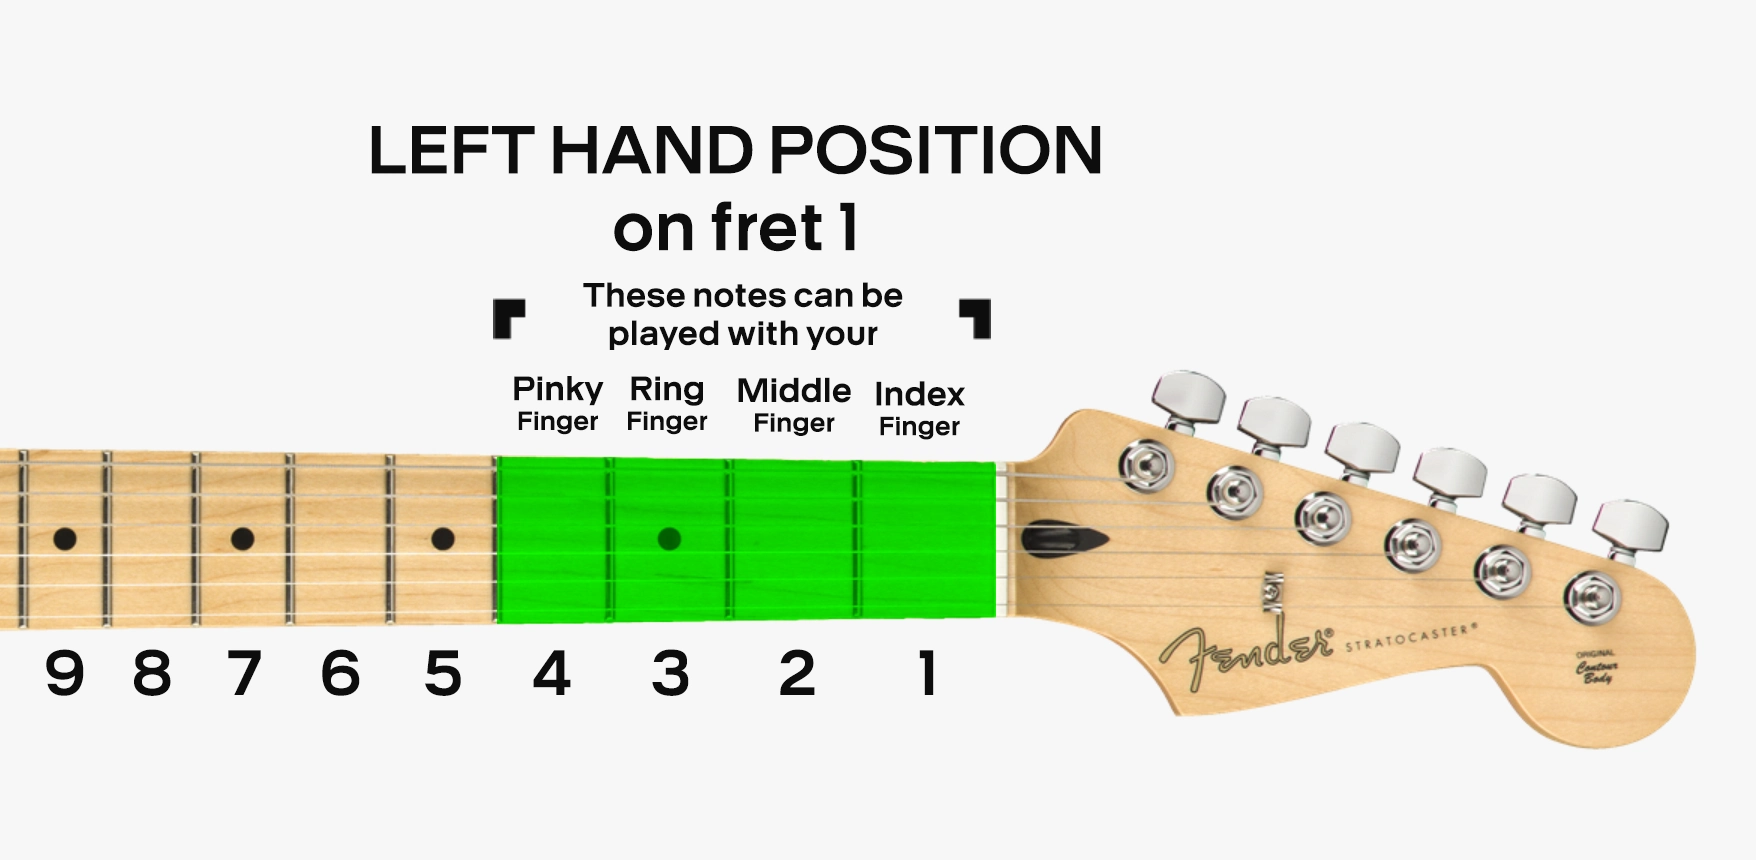 LEFT HAND POSITION
on fret 1
These notes can be
played with your
Pinky Ring Middle Index
Finger Finger Finger Finger
9 8 7 6 5 4 3 2 1
Fender® STRATOCASTER®
ORIGINAL
Contour
Body